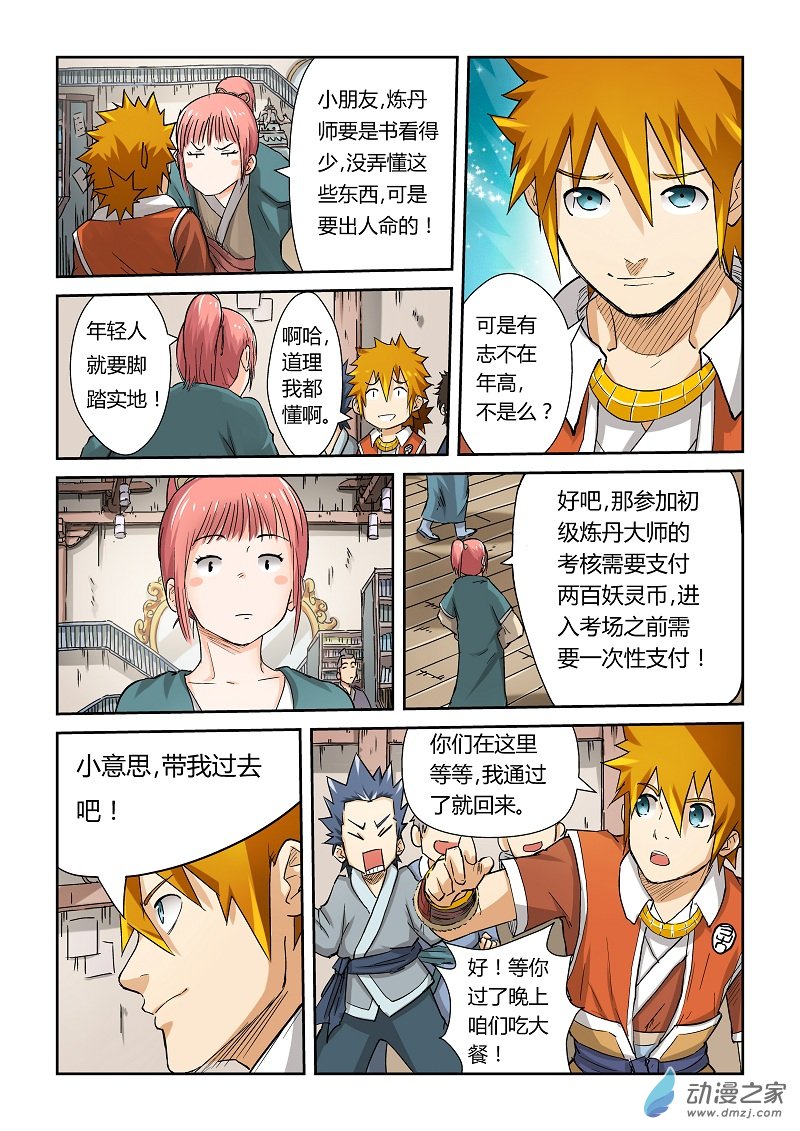 小朋友，炼丹
师要是书看得
少，没弄懂这
些东西，可是
要出人命的！
可是有
志不在
年高，
不是么？
年轻人
就要脚
踏实地！
啊哈，
道理
我都
懂啊。
好吧，那参加初
级炼丹大师的
考核需要支付
两百妖灵币，进
入考场之前需
要一次性支付！
小意思，带我过去
吧！
你们在这里
等等，我通过
了就回来。
好！等你
过了晚上
咱们吃大
餐！
动漫之家
www.dmzj.com